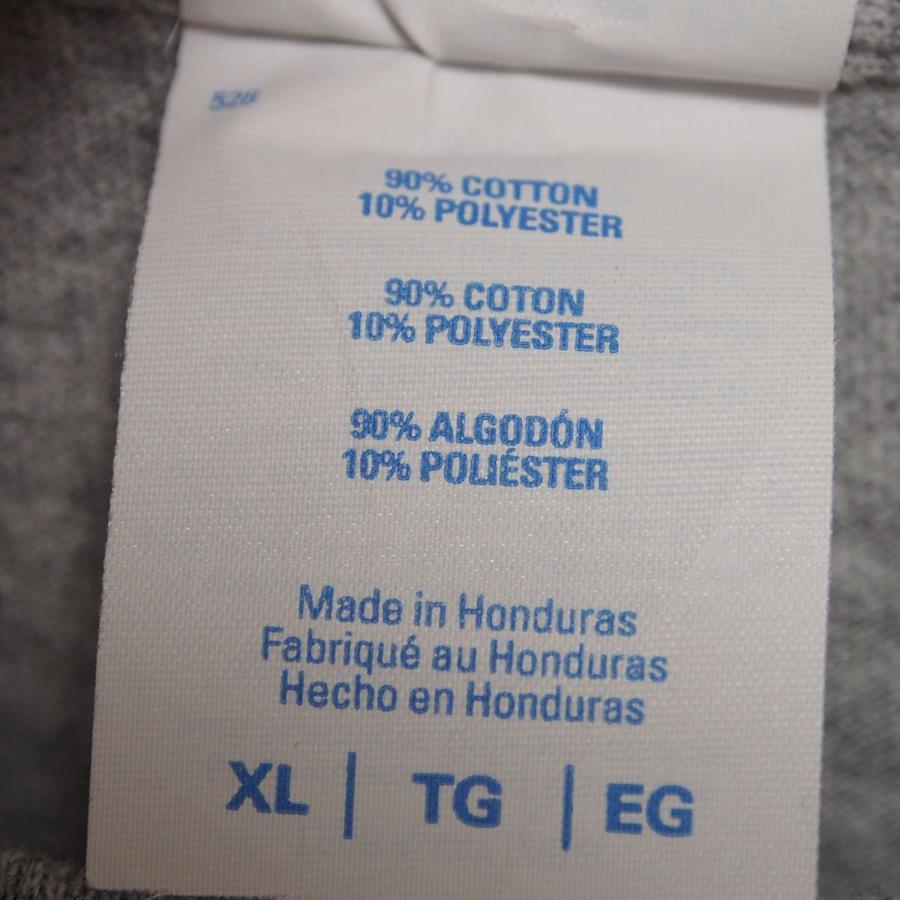 528
90% COTTON
10% POLYESTER
90% COTON
10% POLYESTER
90% ALGODÓN
10% POLIÉSTER
Made in Honduras
Fabriqué au Honduras
Hecho en Honduras
XL | TG | EG